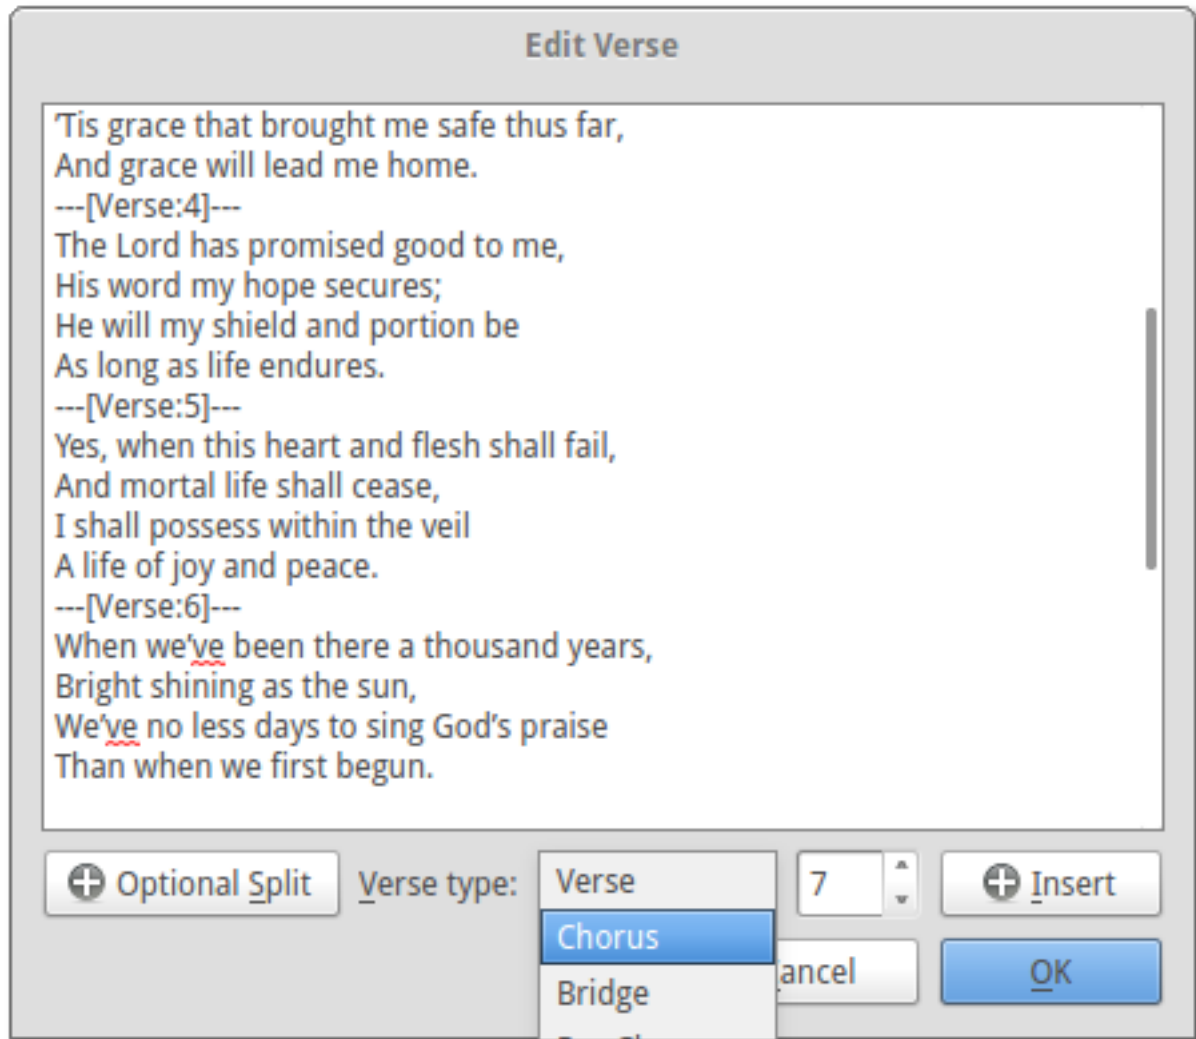 Edit Verse
’Tis grace that brought me safe thus far,
And grace will lead me home.
---[Verse:4]---
The Lord has promised good to me,
His word my hope secures;
He will my shield and portion be
As long as life endures.
---[Verse:5]---
Yes, when this heart and flesh shall fail,
And mortal life shall cease,
I shall possess within the veil
A life of joy and peace.
---[Verse:6]---
When we've been there a thousand years,
Bright shining as the sun,
We’ve no less days to sing God’s praise
Than when we first begun.
Optional Split Verse type: Verse 7 Insert
Chorus
ancel OK
Bridge